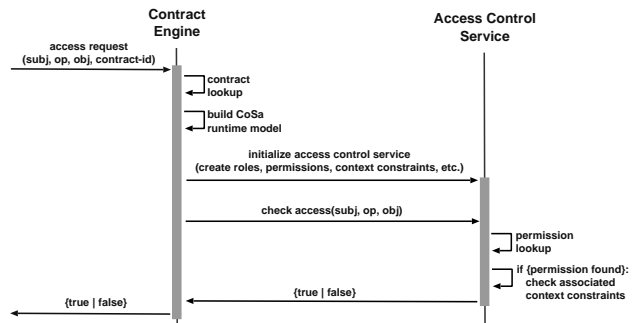 Contract
Engine
Access Control
Service
access request
(subj, op, obj, contract-id)
contract
lookup
build CoSa
runtime model
initialize access control service
(create roles, permissions, context constraints, etc.)
check access(subj, op, obj)
permission
lookup
if {permission found}:
check associated
context constraints
{true | false}
{true | false}